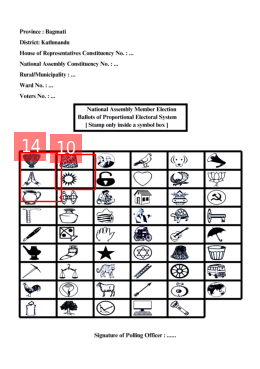 Province : Bagmati
District: Kathmandu
House of Representatives Constituency No. : ...
National Assembly Constituency No. : ...
Rural/Municipality : ...
Ward No. : ...
Voters No. : ...
National Assembly Member Election
Ballots of Proportional Electoral System
[ Stamp only inside a symbol box ]
14 10
Signature of Polling Officer : ......